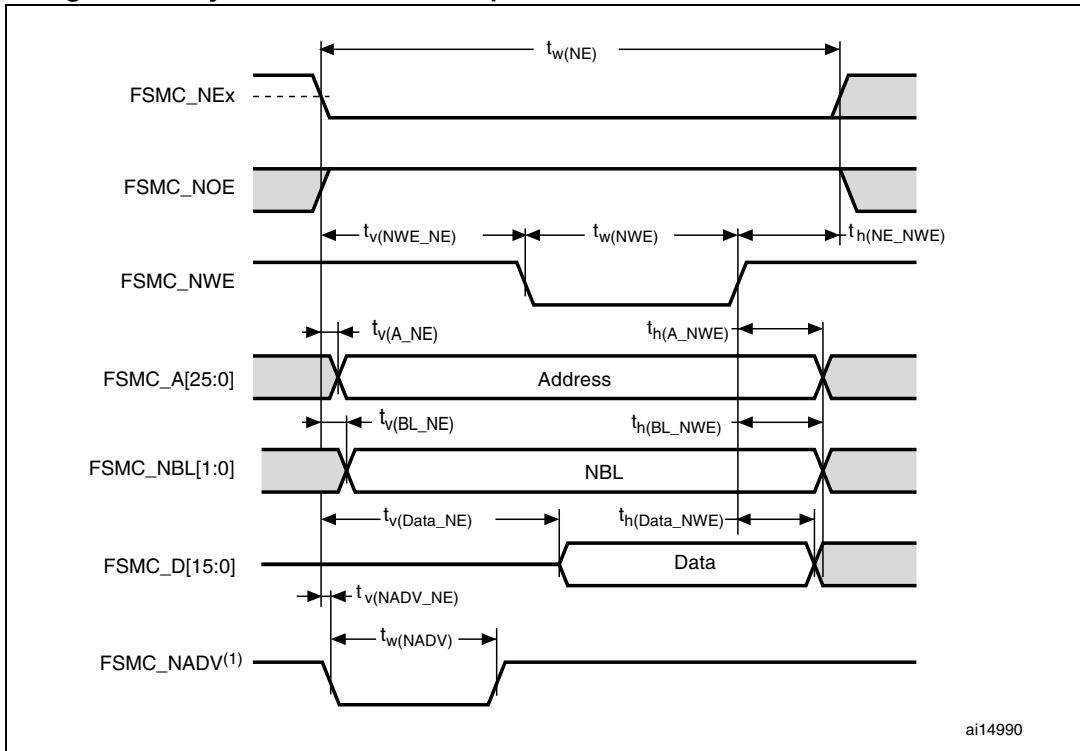 t_w(NE)
FSMC_NEx
FSMC_NOE
t_v(NWE_NE) t_w(NWE) t_h(NE_NWE)
FSMC_NWE
t_v(A_NE) t_h(A_NWE)
FSMC_A[25:0] Address
t_v(BL_NE) t_h(BL_NWE)
FSMC_NBL[1:0] NBL
t_v(Data_NE) t_h(Data_NWE)
FSMC_D[15:0] Data
t_v(NADV_NE)
t_w(NADV)
FSMC_NADV(1)
ai14990